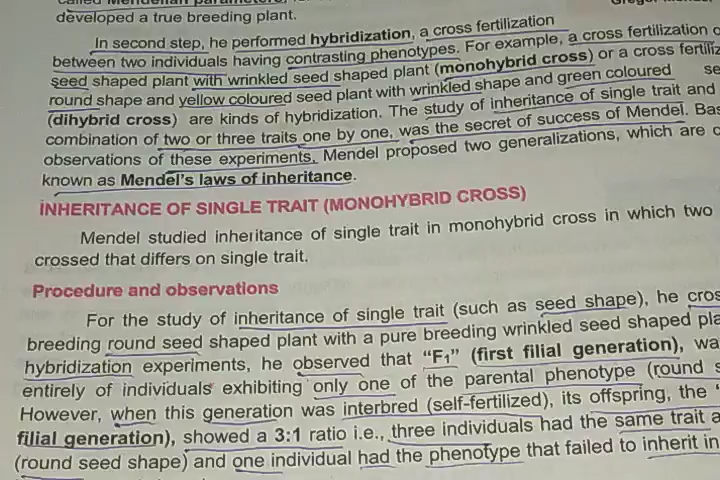 called Mendelian parameters,
developed a true breeding plant.
In second step, he performed hybridization, a cross fertilization
between two individuals having contrasting phenotypes. For example, a cross fertilization
seed shaped plant with wrinkled seed shaped plant (monohybrid cross) or a cross fertiliz
round shape and yellow coloured seed plant with wrinkled shape and green coloured se
(dihybrid cross) are kinds of hybridization. The study of inheritance of single trait and
combination of two or three traits one by one, was the secret of success of Mendel. Bas
observations of these experiments, Mendel proposed two generalizations, which are c
known as Mendel's laws of inheritance.
INHERITANCE OF SINGLE TRAIT (MONOHYBRID CROSS)
Mendel studied inheritance of single trait in monohybrid cross in which two
crossed that differs on single trait.
Procedure and observations
For the study of inheritance of single trait (such as seed shape), he cros
breeding round seed shaped plant with a pure breeding wrinkled seed shaped pla
hybridization experiments, he observed that “F₁” (first filial generation), wa
entirely of individuals exhibiting only one of the parental phenotype (round s
However, when this generation was interbred (self-fertilized), its offspring, the “
filial generation), showed a 3:1 ratio i.e., three individuals had the same trait a
(round seed shape) and one individual had the phenotype that failed to inherit in